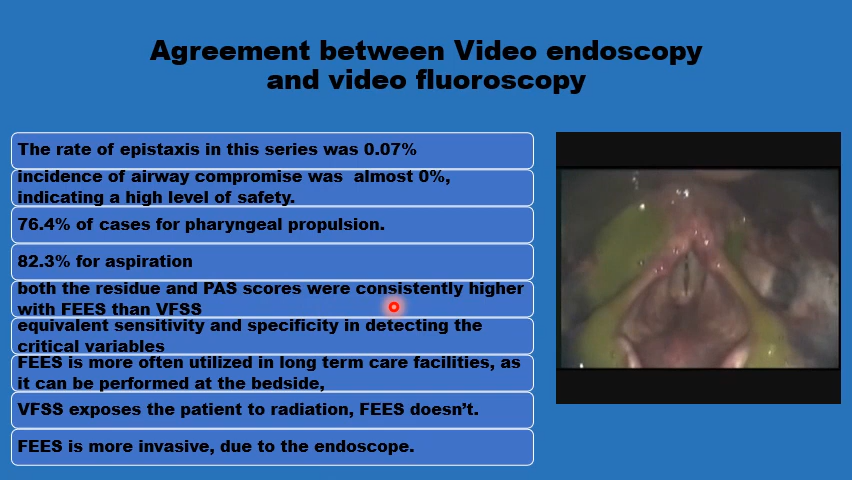 Agreement between Video endoscopy
and video fluoroscopy
The rate of epistaxis in this series was 0.07%
incidence of airway compromise was almost 0%,
indicating a high level of safety.
76.4% of cases for pharyngeal propulsion.
82.3% for aspiration
both the residue and PAS scores were consistently higher
with FEES than VFSS
equivalent sensitivity and specificity in detecting the
critical variables
FEES is more often utilized in long term care facilities, as
it can be performed at the bedside,
VFSS exposes the patient to radiation, FEES doesn’t.
FEES is more invasive, due to the endoscope.